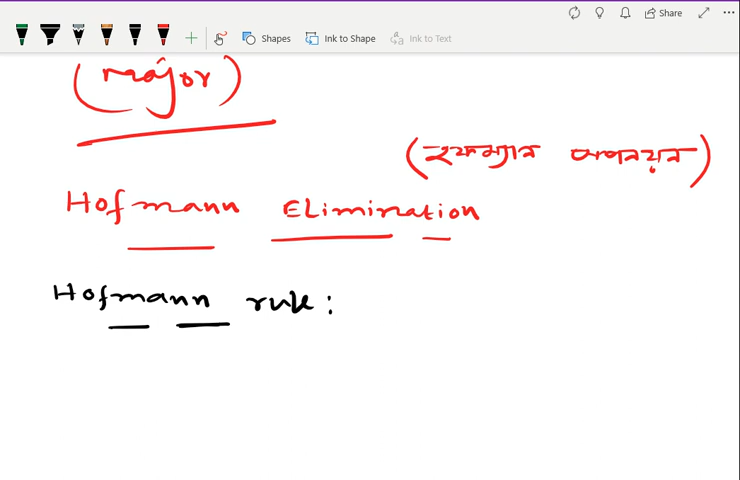 Share
Shapes Ink to Shape Ink to Text
(major)
(হফম্যান অপনয়ন)
Hofmann Elimination
Hofmann rule: